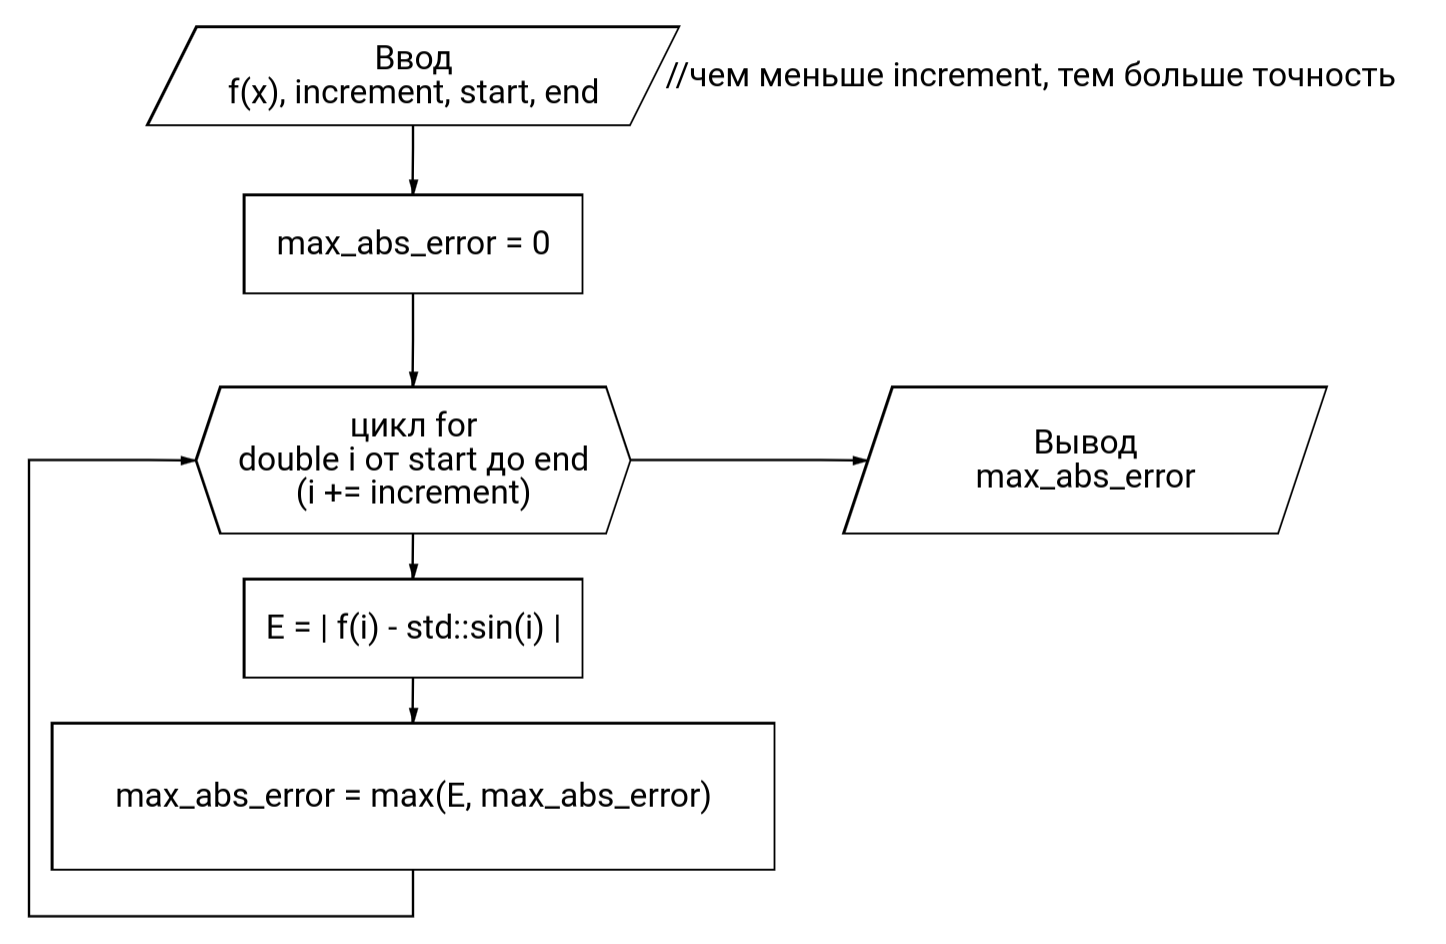 Ввод
f(x), increment, start, end
//чем меньше increment, тем больше точность
max_abs_error = 0
цикл for
double i от start до end
(i += increment)
Вывод
max_abs_error
E = | f(i) - std::sin(i) |
max_abs_error = max(E, max_abs_error)